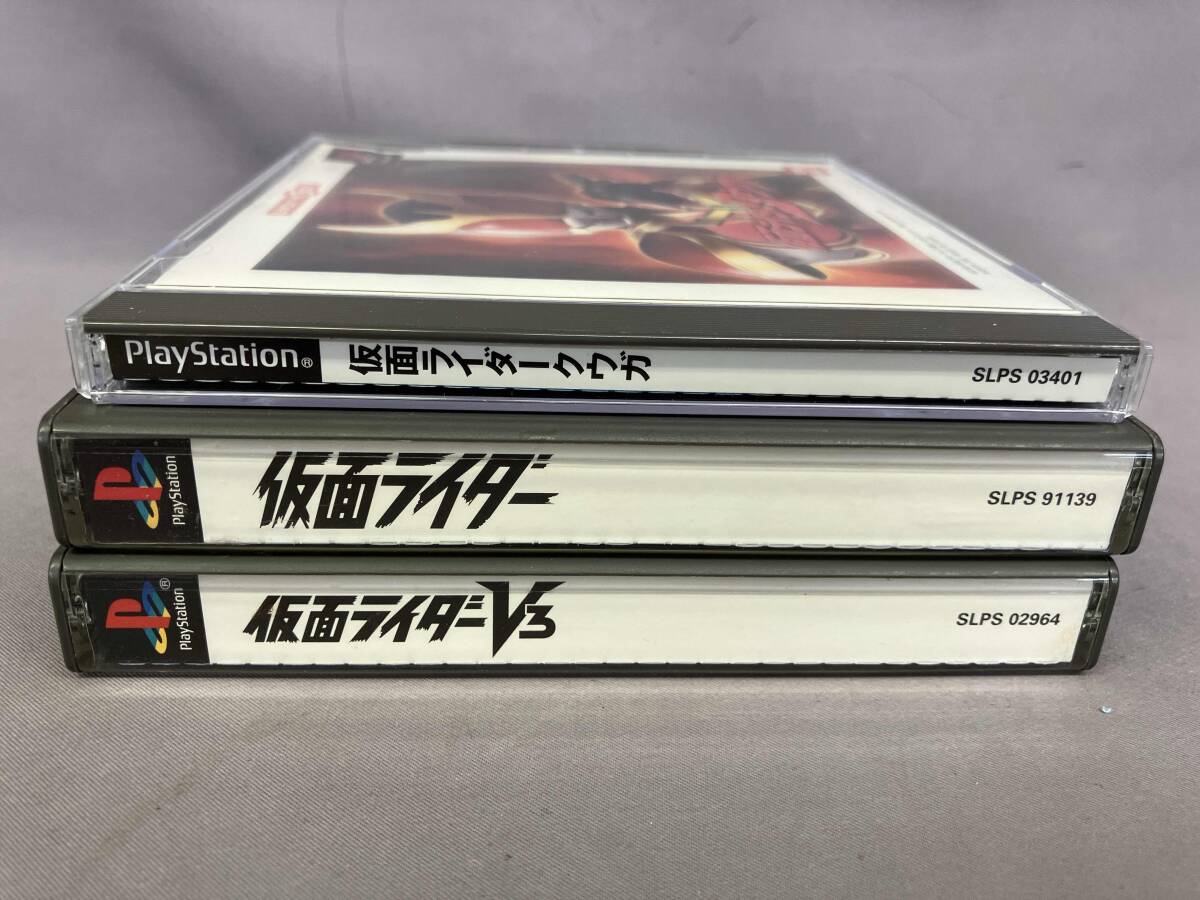 PlayStation® 仮面ライダークウガ SLPS 03401
PlayStation 仮面ライダー SLPS 91139
PlayStation® 仮面ライダーV3 SLPS 02964